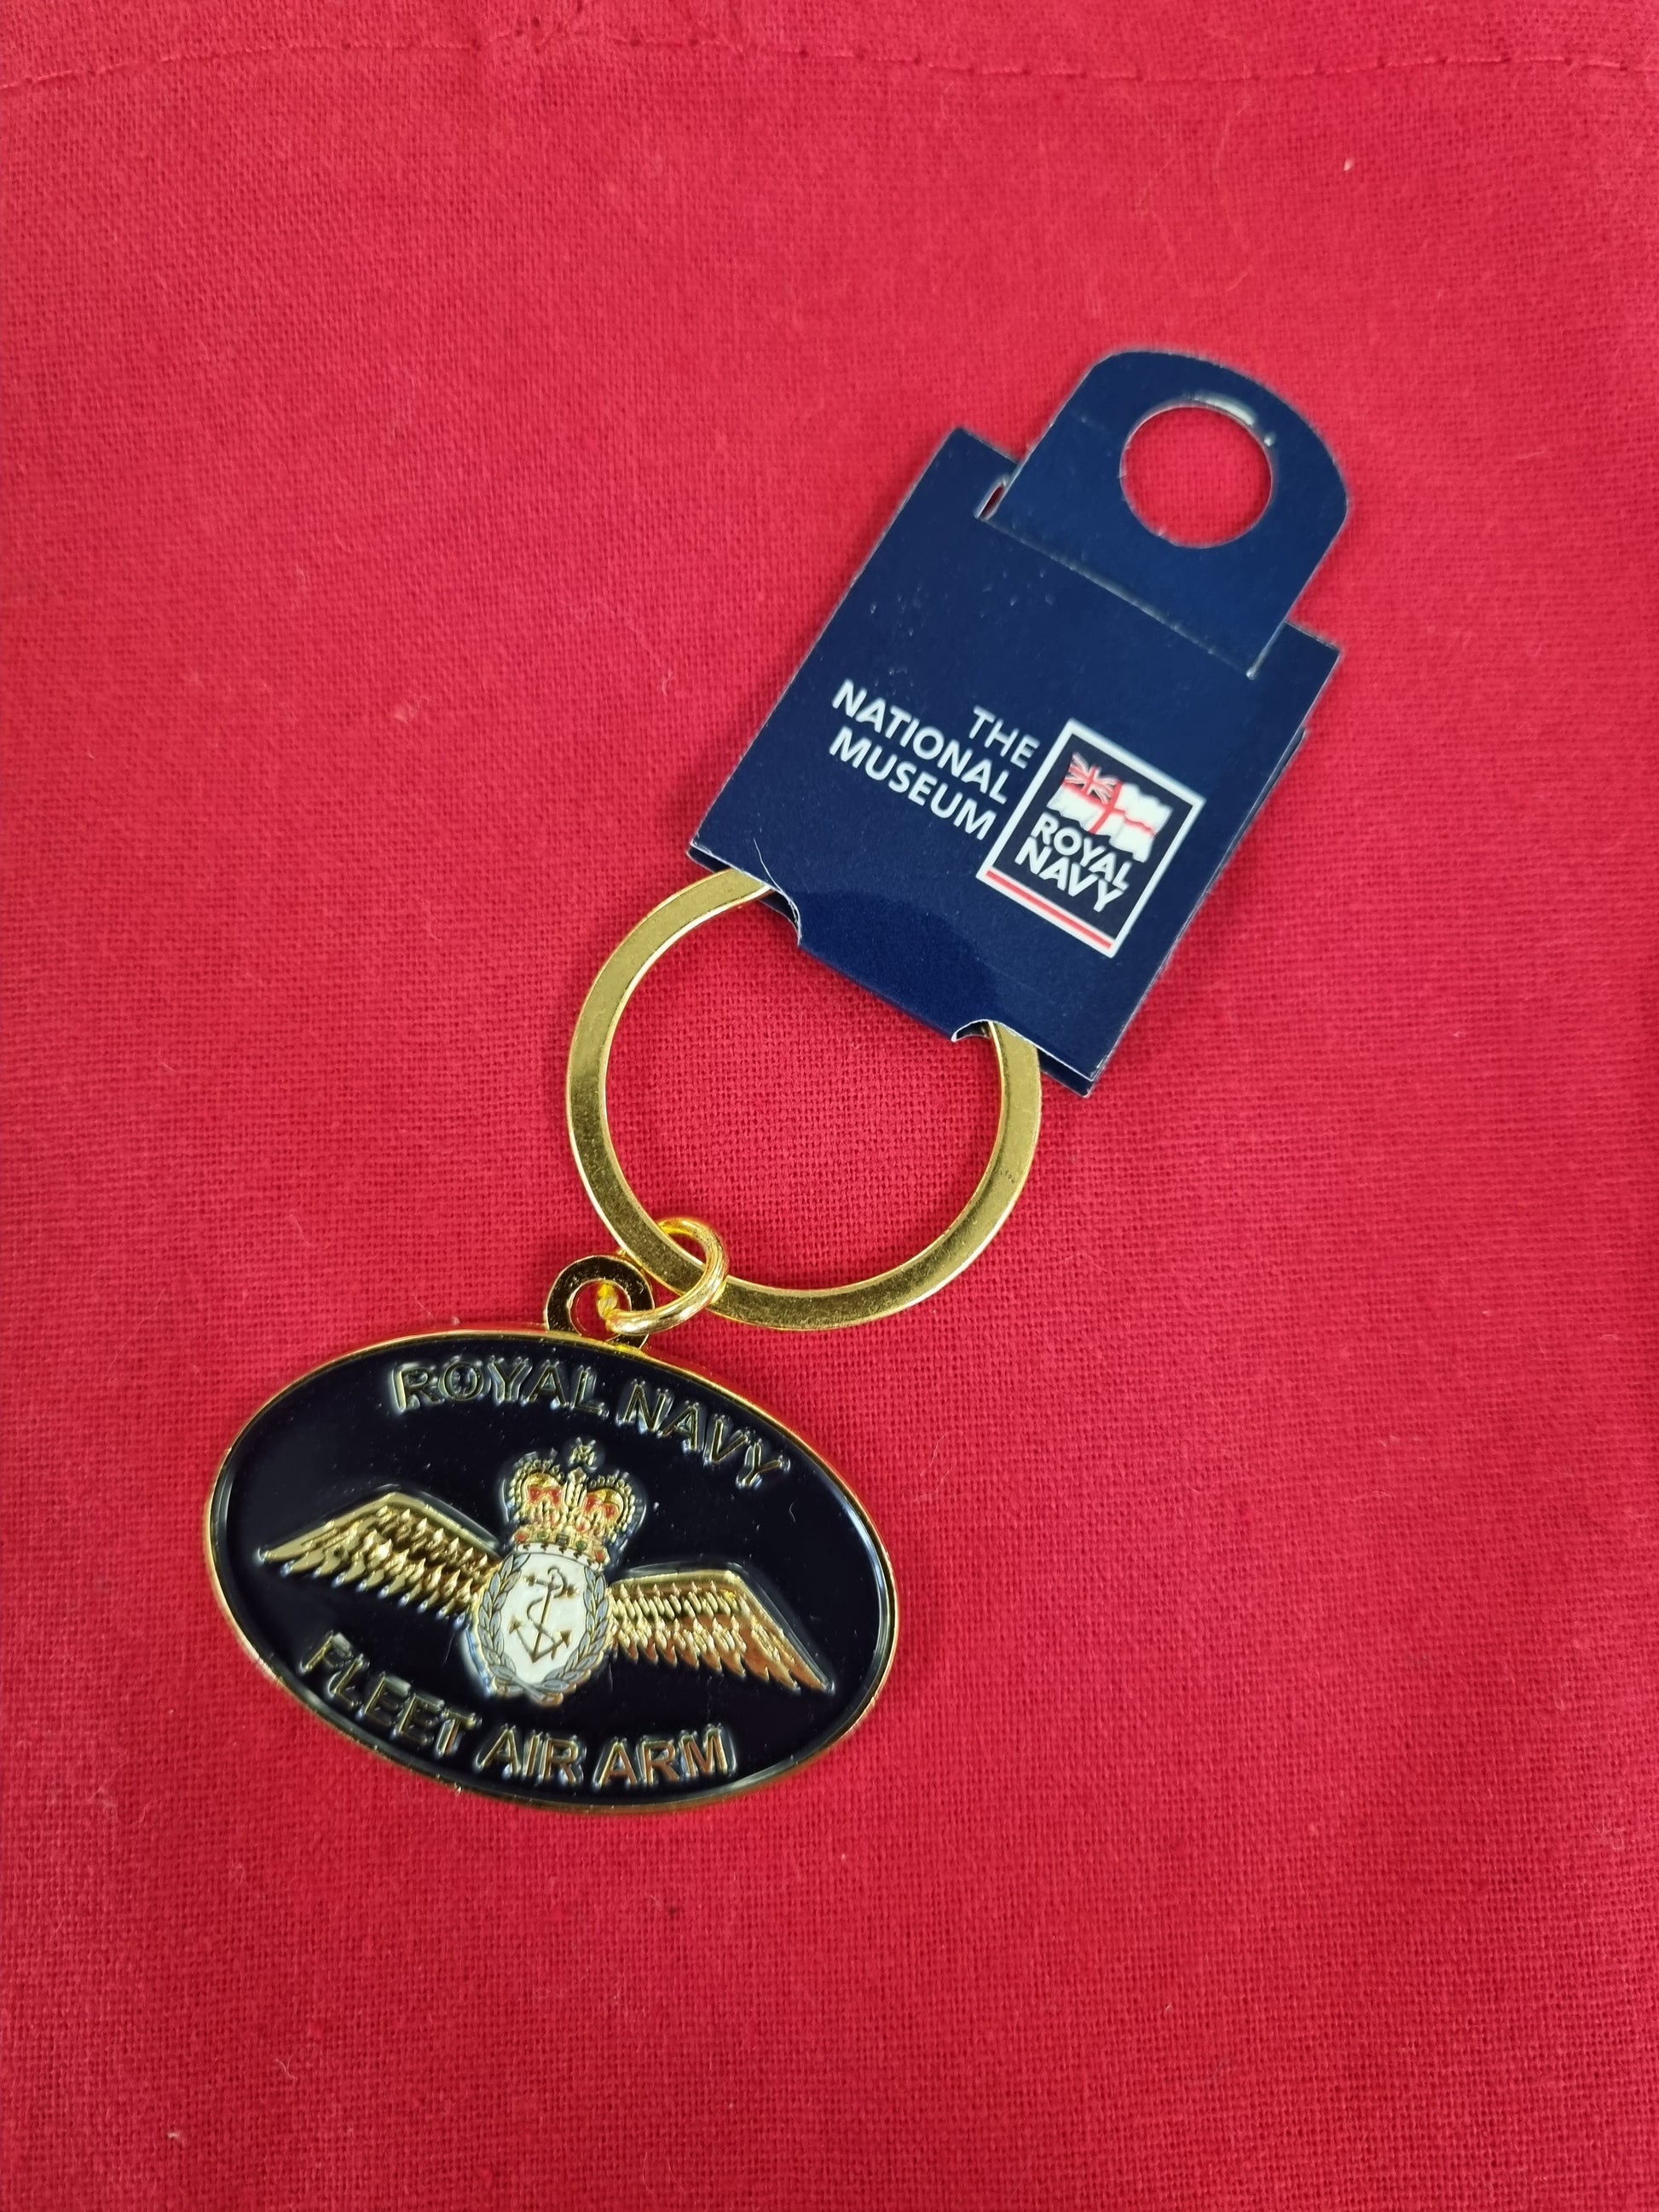 THE
NATIONAL
MUSEUM
ROYAL
NAVY
ROYAL NAVY
FLEET AIR ARM